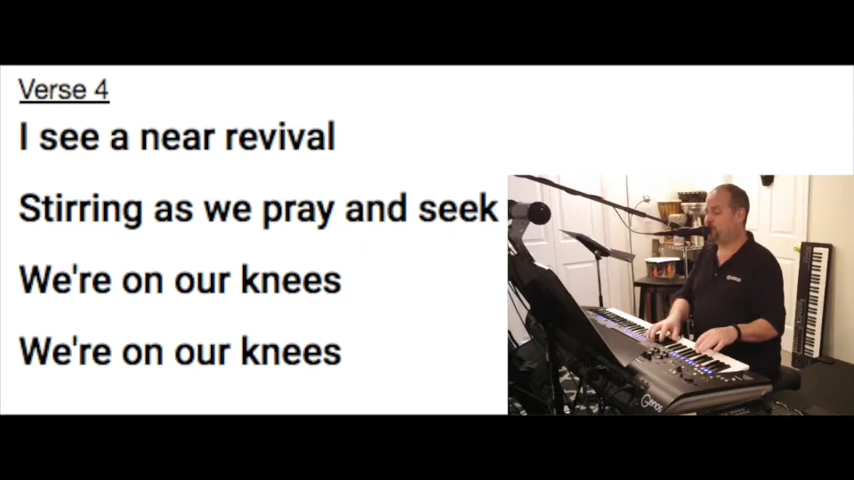 Verse 4
I see a near revival
Stirring as we pray and seek
We're on our knees
We're on our knees
Genos